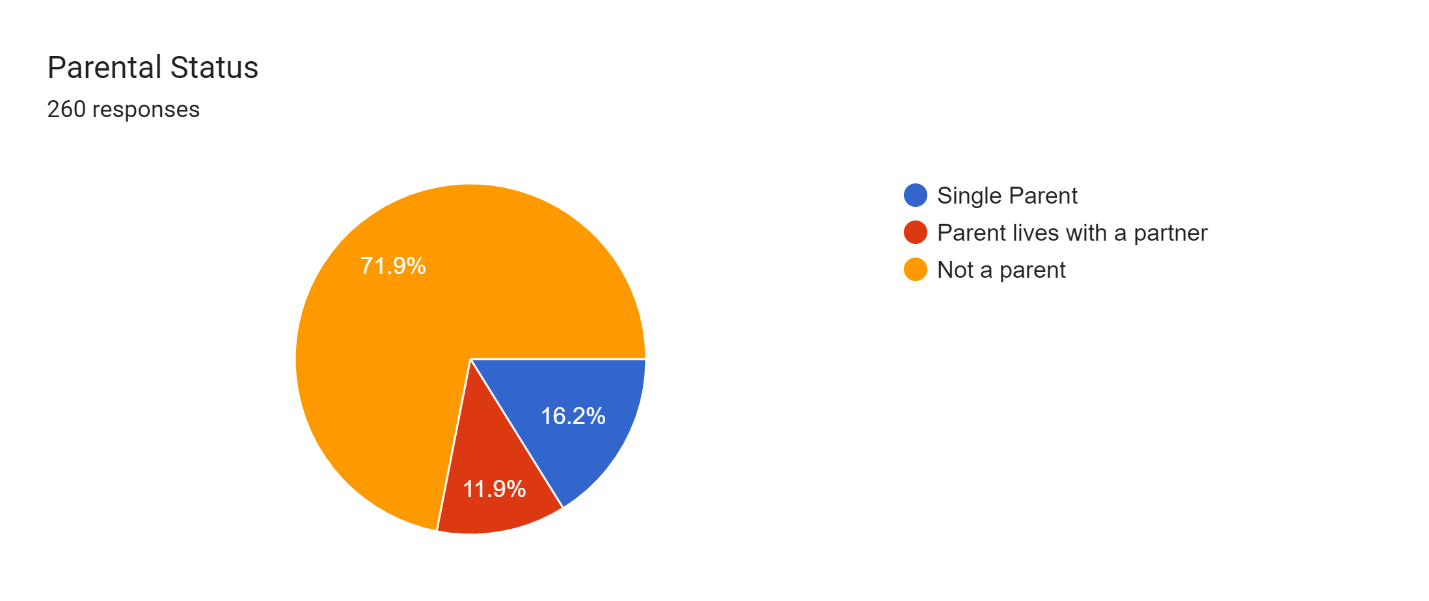 Parental Status
260 responses
Single Parent
Parent lives with a partner
Not a parent
71.9%
16.2%
11.9%